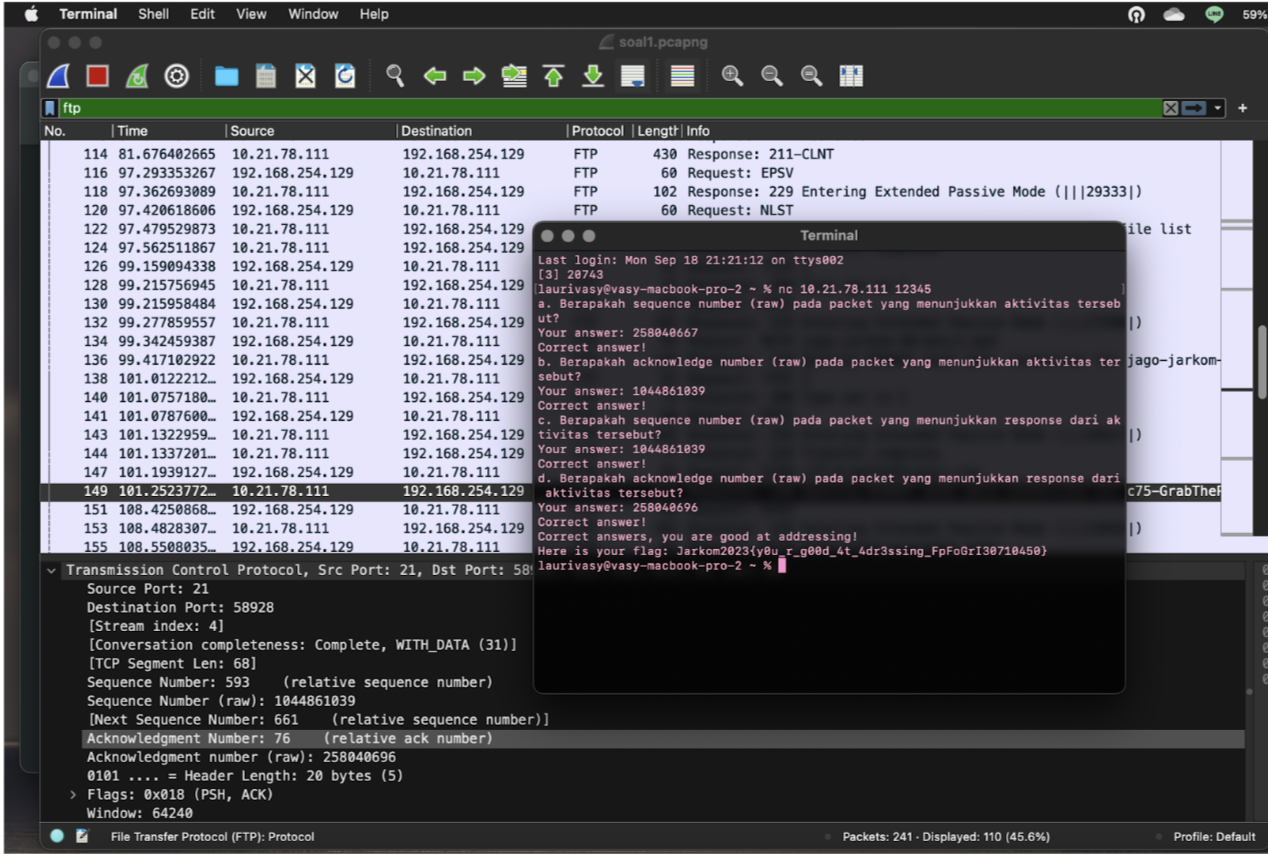 Terminal Shell Edit View Window Help
59%
soal1.pcapng
ftp
No. Time Source Destination Protocol Length Info
114 81.676402665 10.21.78.111 192.168.254.129 FTP 430 Response: 211-CLNT
116 97.293353267 192.168.254.129 10.21.78.111 FTP 60 Request: EPSV
118 97.362693089 10.21.78.111 192.168.254.129 FTP 102 Response: 229 Entering Extended Passive Mode (|||29333|)
120 97.420618606 192.168.254.129 10.21.78.111 FTP 60 Request: NLST
122 97.479529873 10.21.78.111 192.168.254.129 ile list
124 97.562511867 10.21.78.111 192.168.254.129
126 99.159094338 192.168.254.129 10.21.78.111
128 99.215756945 10.21.78.111 192.168.254.129
130 99.215958484 192.168.254.129 10.21.78.111
132 99.277859557 10.21.78.111 192.168.254.129 |)
134 99.342459387 192.168.254.129 10.21.78.111
136 99.417102922 10.21.78.111 192.168.254.129 jago-jarkom-
138 101.0122212… 192.168.254.129 10.21.78.111
140 101.0757180… 10.21.78.111 192.168.254.129
141 101.0787600… 192.168.254.129 10.21.78.111
143 101.1322959… 10.21.78.111 192.168.254.129 |)
144 101.1337201… 10.21.78.111 192.168.254.129
147 101.1939127… 192.168.254.129 10.21.78.111
149 101.2523772… 10.21.78.111 192.168.254.129 c75-GrabTheF
151 108.4250868… 192.168.254.129 10.21.78.111
153 108.4828307… 10.21.78.111 192.168.254.129 |)
155 108.5508035… 192.168.254.129 10.21.78.111
Terminal
Last login: Mon Sep 18 21:21:12 on ttys002
[3] 20743
[laurivasy@vasy-macbook-pro-2 ~ % nc 10.21.78.111 12345 ]
a. Berapakah sequence number (raw) pada packet yang menunjukkan aktivitas terseb
ut?
Your answer: 258040667
Correct answer!
b. Berapakah acknowledge number (raw) pada packet yang menunjukkan aktivitas ter
sebut?
Your answer: 1044861039
Correct answer!
c. Berapakah sequence number (raw) pada packet yang menunjukkan response dari ak
tivitas tersebut?
Your answer: 1044861039
Correct answer!
d. Berapakah acknowledge number (raw) pada packet yang menunjukkan response dari
aktivitas tersebut?
Your answer: 258040696
Correct answer!
Correct answers, you are good at addressing!
Here is your flag: Jarkom2023{y0u_r_g00d_4t_4dr3ssing_FpFoGrI30710450}
laurivasy@vasy-macbook-pro-2 ~ %
Transmission Control Protocol, Src Port: 21, Dst Port: 58
Source Port: 21
Destination Port: 58928
[Stream index: 4]
[Conversation completeness: Complete, WITH_DATA (31)]
[TCP Segment Len: 68]
Sequence Number: 593 (relative sequence number)
Sequence Number (raw): 1044861039
[Next Sequence Number: 661 (relative sequence number)]
Acknowledgment Number: 76 (relative ack number)
Acknowledgment number (raw): 258040696
0101 .... = Header Length: 20 bytes (5)
Flags: 0x018 (PSH, ACK)
Window: 64240
File Transfer Protocol (FTP): Protocol
Packets: 241 · Displayed: 110 (45.6%)
Profile: Default